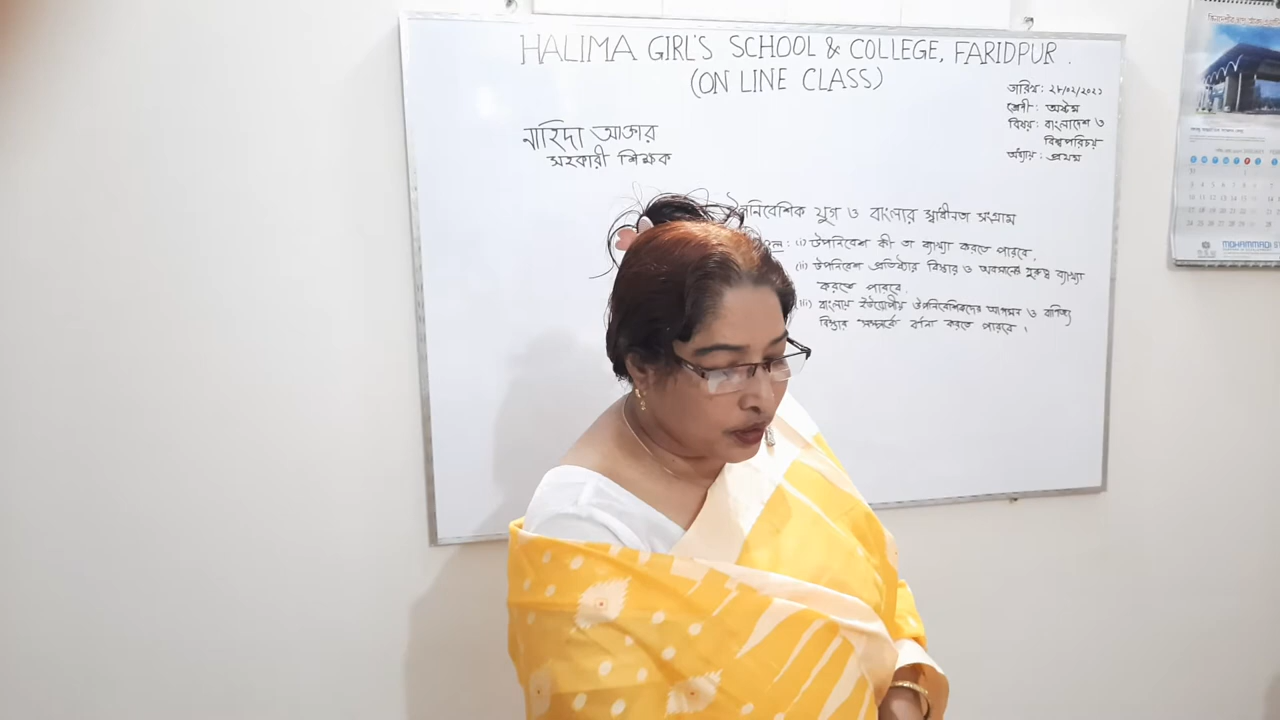 HALIMA GIRL'S SCHOOL & COLLEGE, FARIDPUR.
(ON LINE CLASS)
তারিখ: ২৮/০২/২০২১
শ্রেণী: অষ্টম
বিষয়: বাংলাদেশ ও
বিশ্বপরিচয়
অধ্যায়: প্রথম
নাহিদা আক্তার
সহকারী শিক্ষক
উপনিবেশিক যুগ ও বাংলার স্বাধীনতা সংগ্রাম
(i) উপনিবেশ কী তা ব্যাখ্যা করতে পারবে.
(ii) উপনিবেশ প্রতিষ্ঠার বিস্তার ও অবসানের গুরুত্ব ব্যাখ্যা
করতে পারবে.
(iii) বাংলায় ইউরোপীয় ঔপনিবেশিকদের আগমন ও বাণিজ্য
বিস্তার সম্পর্কে বর্ণনা করতে পারবে।
MOHAMMADI